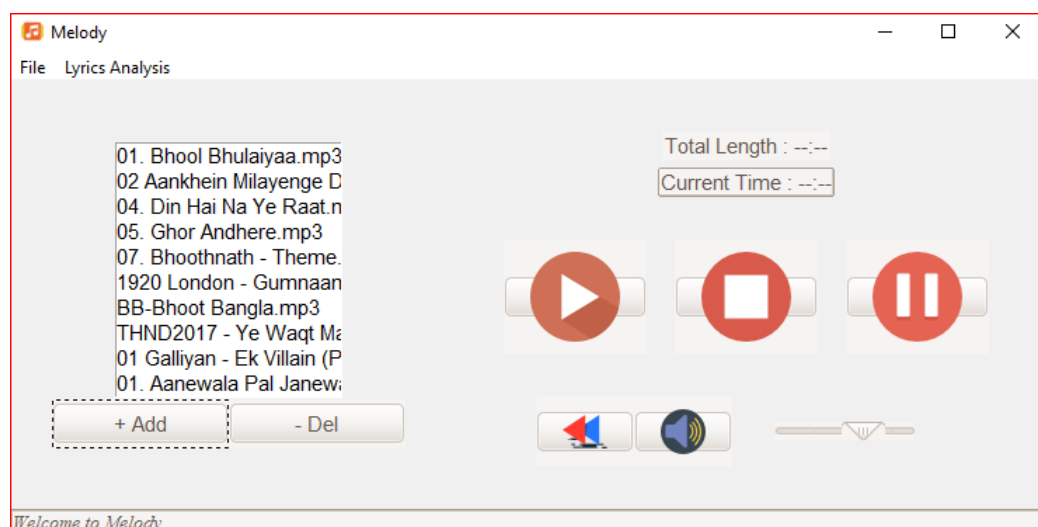 Melody
File Lyrics Analysis
01. Bhool Bhulaiyaa.mp3
02 Aankhein Milayenge D
04. Din Hai Na Ye Raat.n
05. Ghor Andhere.mp3
07. Bhoothnath - Theme.
1920 London - Gumnaan
BB-Bhoot Bangla.mp3
THND2017 - Ye Waqt Ma
01 Galliyan - Ek Villain (P
01. Aanewala Pal Janewa
+ Add - Del
Total Length : --:--
Current Time : --:--
Welcome to Melody